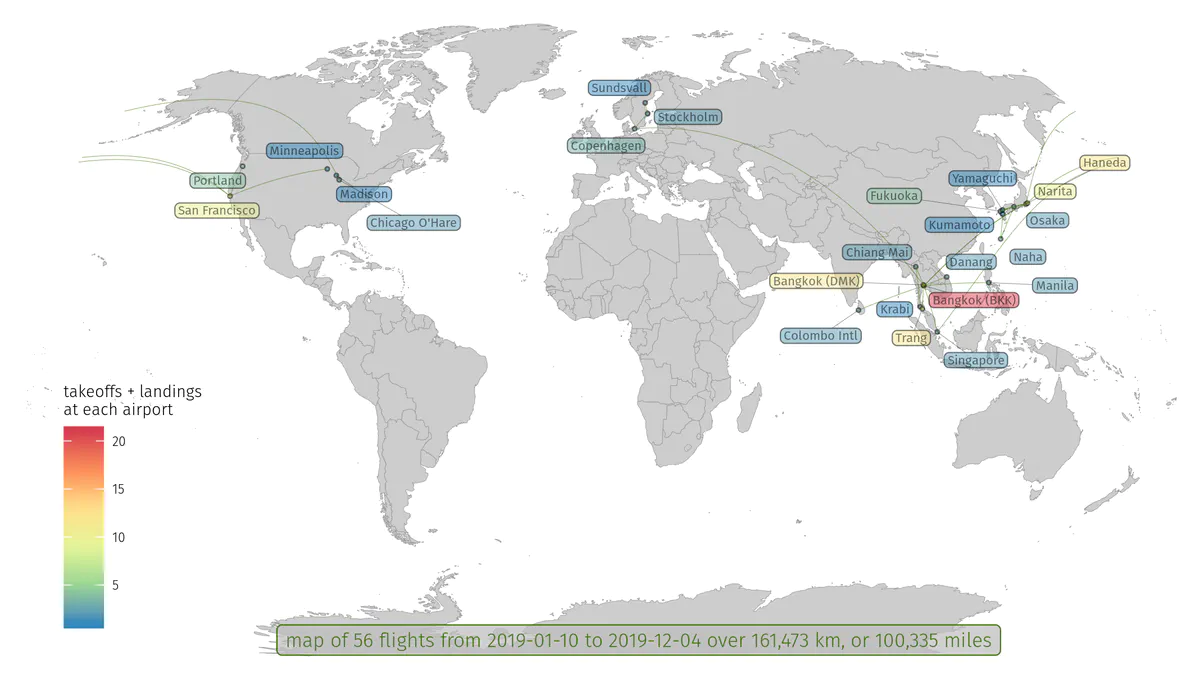 Sundsvall
Stockholm
Copenhagen
Minneapolis
Portland
Madison
San Francisco
Chicago O'Hare
Haneda
Yamaguchi
Narita
Fukuoka
Osaka
Kumamoto
Chiang Mai
Naha
Danang
Bangkok (DMK)
Manila
Bangkok (BKK)
Krabi
Colombo Intl
Trang
Singapore
takeoffs + landings
at each airport
20
15
10
5
map of 56 flights from 2019-01-10 to 2019-12-04 over 161,473 km, or 100,335 miles